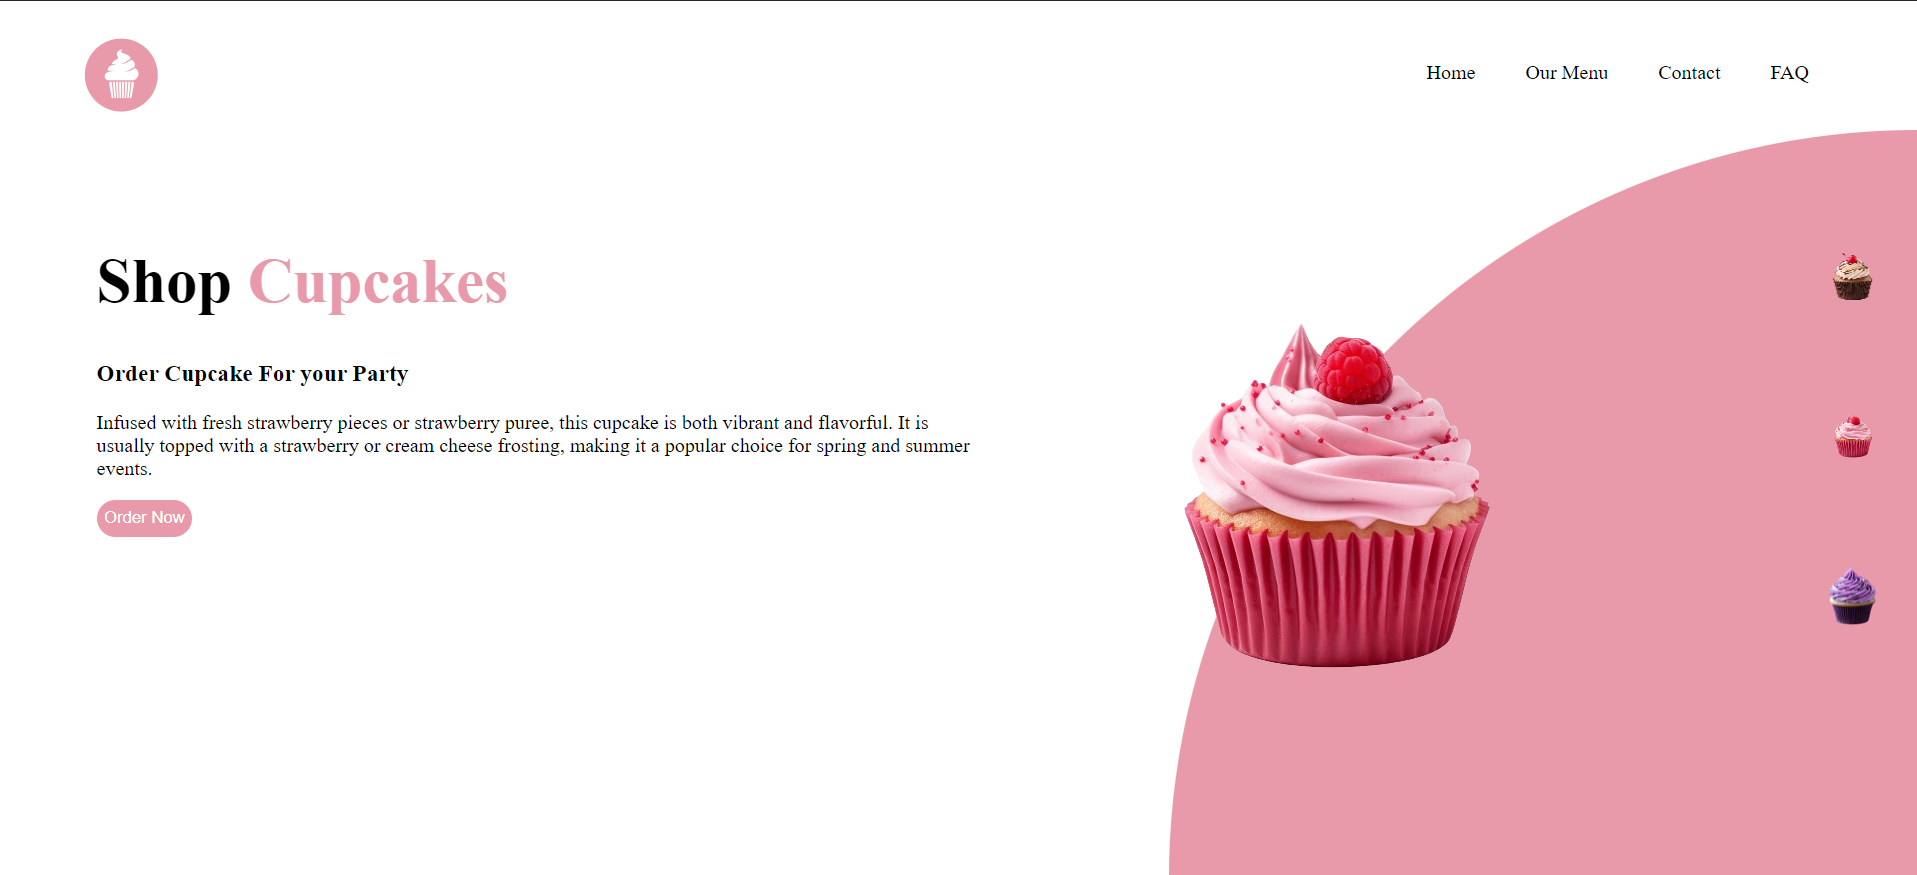 Home Our Menu Contact FAQ
Shop Cupcakes
Order Cupcake For your Party
Infused with fresh strawberry pieces or strawberry puree, this cupcake is both vibrant and flavorful. It is
usually topped with a strawberry or cream cheese frosting, making it a popular choice for spring and summer
events.
Order Now